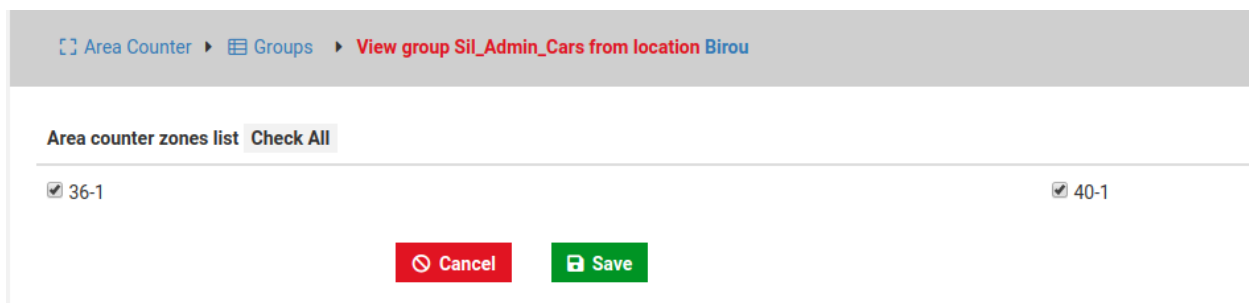 Area Counter Groups View group Sil_Admin_Cars from location Birou
Area counter zones list Check All
36-1 40-1
Cancel Save